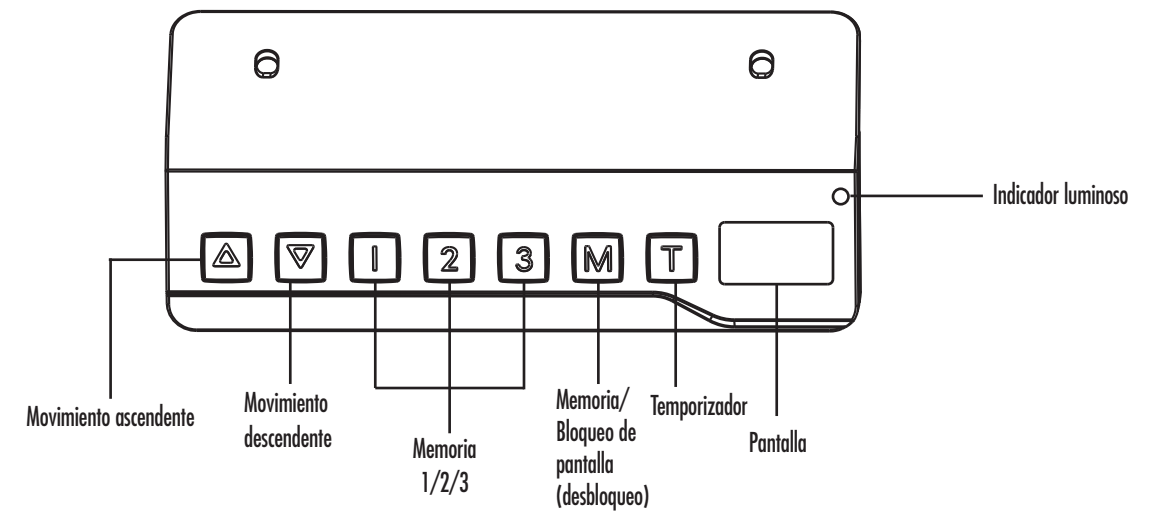 Indicador luminoso
1 2 3 M T
Movimiento ascendente
Movimiento
descendente
Memoria
1/2/3
Memoria/
Bloqueo de
pantalla
(desbloqueo)
Temporizador
Pantalla